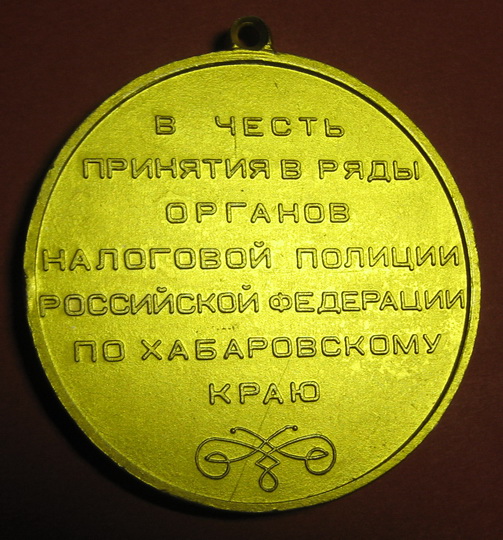 В ЧЕСТЬ
ПРИНЯТИЯ В РЯДЫ
ОРГАНОВ
НАЛОГОВОЙ ПОЛИЦИИ
РОССИЙСКОЙ ФЕДЕРАЦИИ
ПО ХАБАРОВСКОМУ
КРАЮ